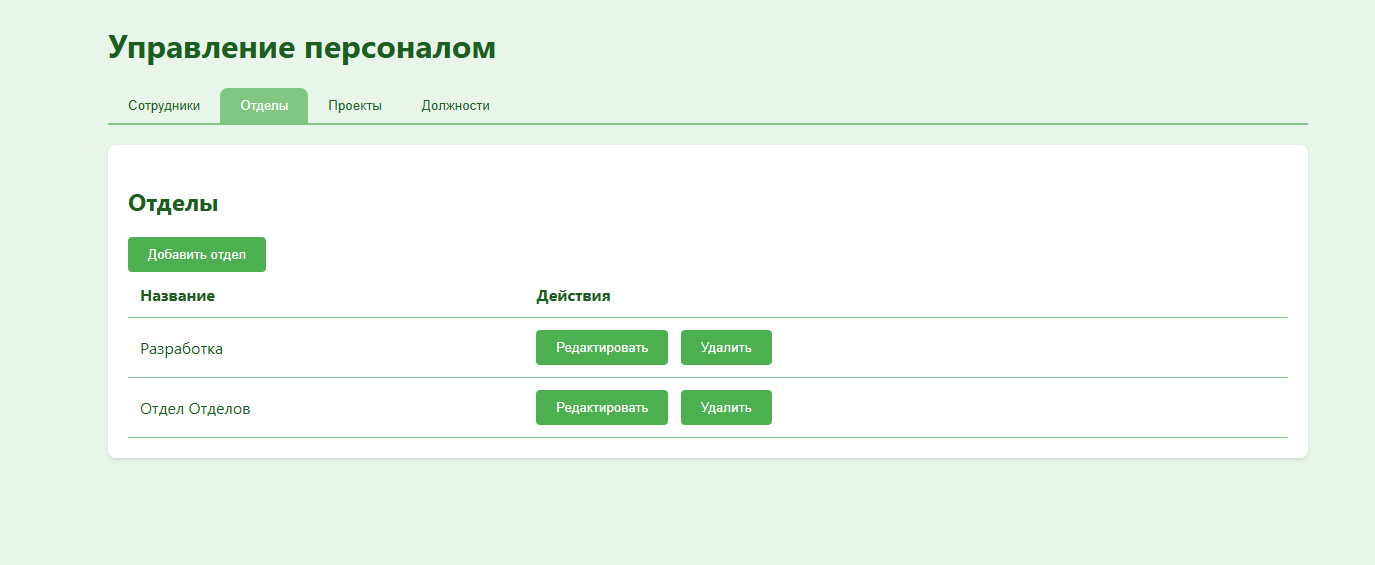 Управление персоналом
Сотрудники Отделы Проекты Должности
Отделы
Добавить отдел
Название Действия
Разработка Редактировать Удалить
Отдел Отделов Редактировать Удалить